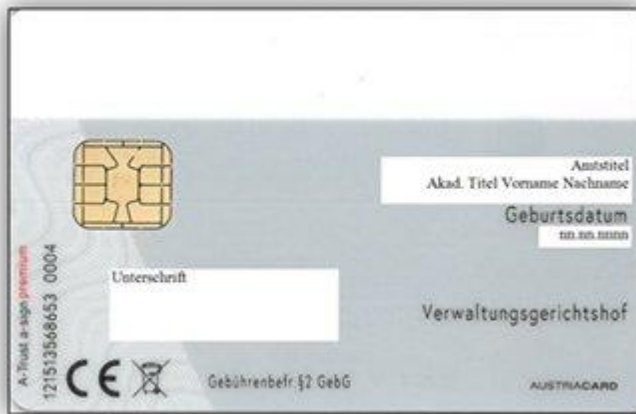 Amtstitel
Akad. Titel Vorname Nachname
Geburtsdatum
nn.nn.nnnn
Unterschrift
Verwaltungsgerichtshof
A-Trust a-sign premium
121513568653 0004
CE
Gebührenbefr. §2 GebG
AUSTRIACARD